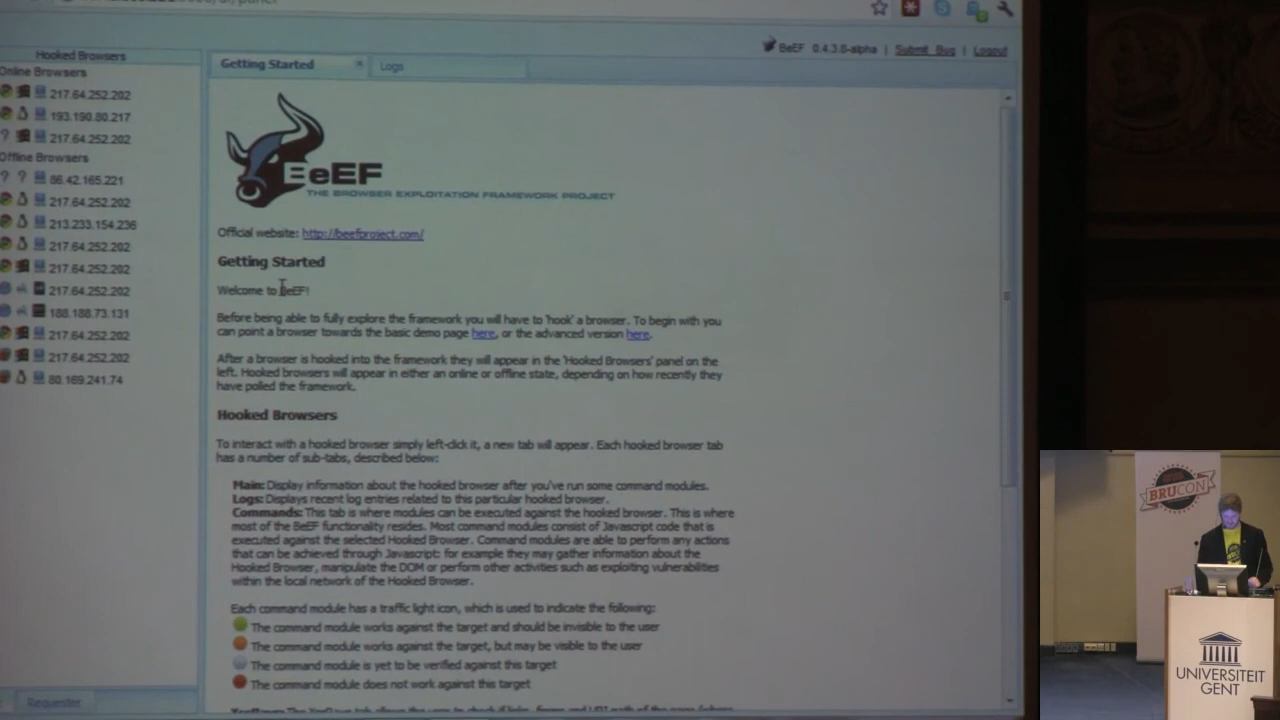 Hooked Browsers
Online Browsers
217.64.252.202
193.190.80.217
? 217.64.252.202
Offline Browsers
? ? 86.42.165.221
217.64.252.202
213.233.154.236
217.64.252.202
217.64.252.202
217.64.252.202
188.188.73.131
217.64.252.202
217.64.252.202
80.169.241.74
Requester
BeEF 0.4.3.8-alpha | Submit Bug | Logout
Getting Started
Logs
BeEF
THE BROWSER EXPLOITATION FRAMEWORK PROJECT
Official website: http://beefproject.com/
Getting Started
Welcome to BeEF!
Before being able to fully explore the framework you will have to 'hook' a browser. To begin with you
can point a browser towards the basic demo page here, or the advanced version here.
After a browser is hooked into the framework they will appear in the 'Hooked Browsers' panel on the
left. Hooked browsers will appear in either an online or offline state, depending on how recently they
have polled the framework.
Hooked Browsers
To interact with a hooked browser simply left-click it, a new tab will appear. Each hooked browser tab
has a number of sub-tabs, described below:
Main: Display information about the hooked browser after you've run some command modules.
Logs: Displays recent log entries related to this particular hooked browser.
Commands: This tab is where modules can be executed against the hooked browser. This is where
most of the BeEF functionality resides. Most command modules consist of Javascript code that is
executed against the selected Hooked Browser. Command modules are able to perform any actions
that can be achieved through Javascript: for example they may gather information about the
Hooked Browser, manipulate the DOM or perform other activities such as exploiting vulnerabilities
within the local network of the Hooked Browser.
Each command module has a traffic light icon, which is used to indicate the following:
The command module works against the target and should be invisible to the user
The command module works against the target, but may be visible to the user
The command module is yet to be verified against this target
The command module does not work against this target
BRUCON
UNIVERSITEIT
GENT